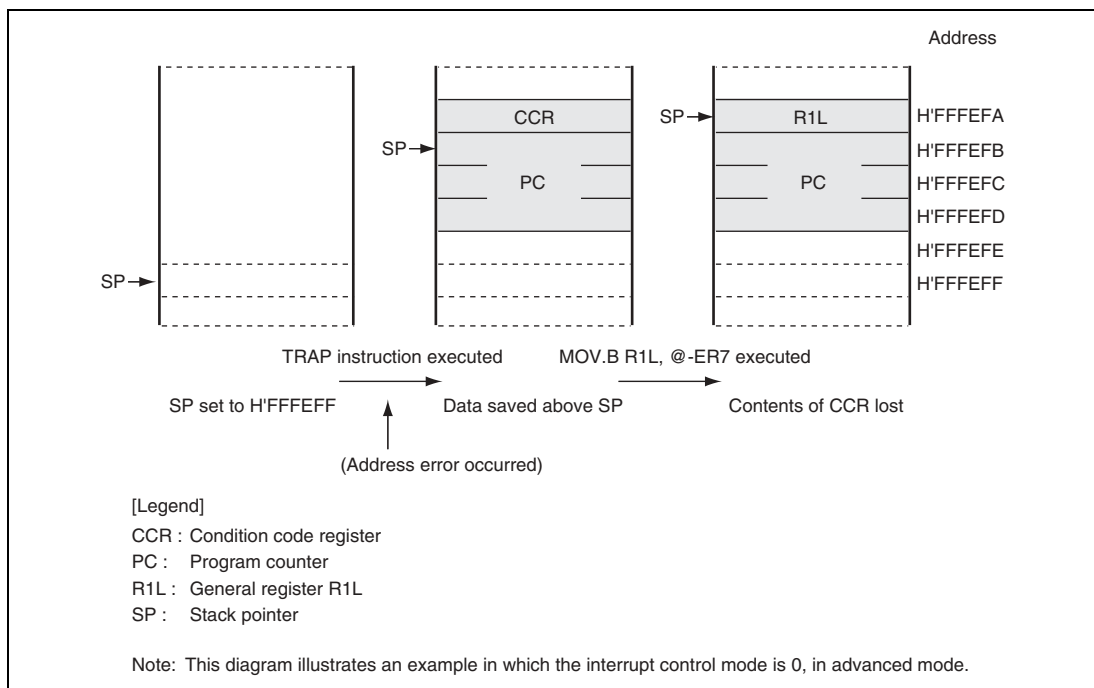 Address
CCR
SP
R1L
H'FFFEFA
SP
H'FFFEFB
PC
PC
H'FFFEFC
H'FFFEFD
H'FFFEFE
SP
H'FFFEFF
TRAP instruction executed
MOV.B R1L, @-ER7 executed
SP set to H'FFFEFF
Data saved above SP
Contents of CCR lost
(Address error occurred)
[Legend]
CCR : Condition code register
PC : Program counter
R1L : General register R1L
SP : Stack pointer
Note: This diagram illustrates an example in which the interrupt control mode is 0, in advanced mode.